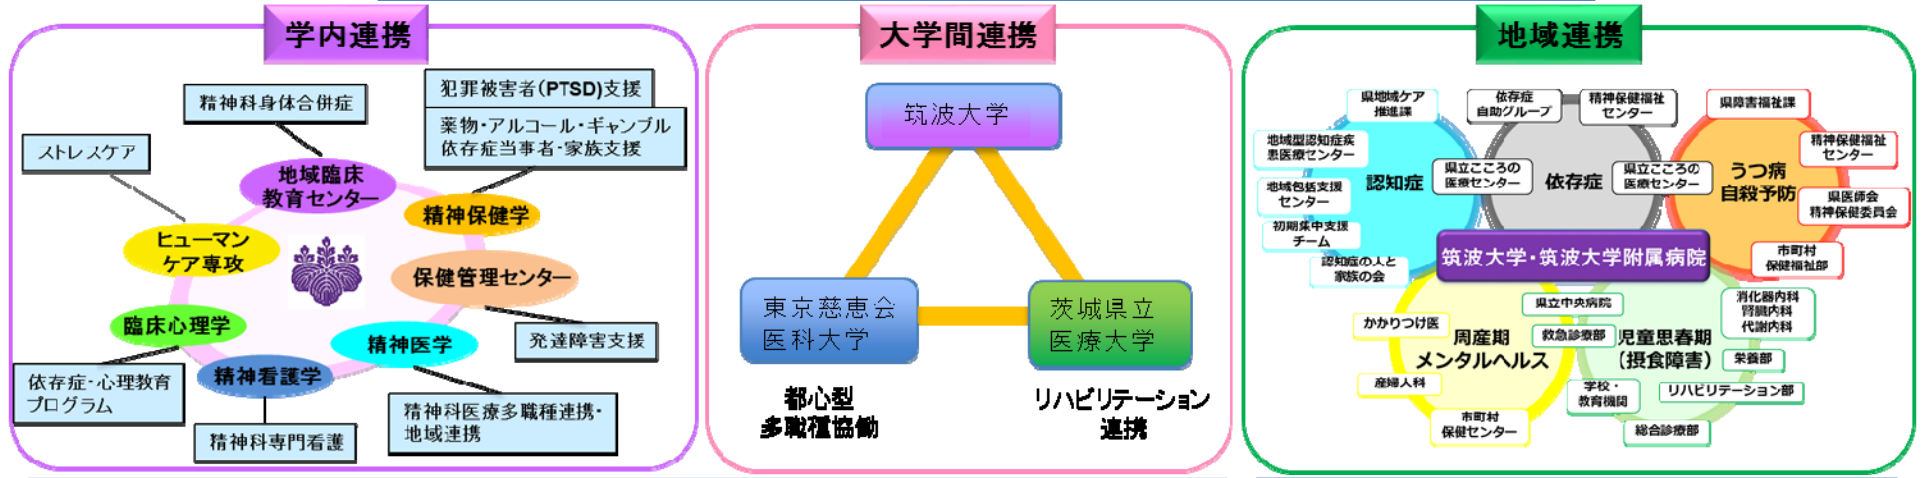 学内連携
精神科身体合併症
犯罪被害者(PTSD)支援
薬物・アルコール・ギャンブル
依存症当事者・家族支援
ストレスケア
地域臨床
教育センター
精神保健学
ヒューマン
ケア専攻
保健管理センター
臨床心理学
発達障害支援
精神医学
精神看護学
依存症・心理教育
プログラム
精神科医療多職種連携・
地域連携
精神科専門看護
大学間連携
筑波大学
東京慈恵会
医科大学
茨城県立
医療大学
都心型
多職種協働
リハビリテーション
連携
地域連携
県地域ケア
推進課
地域型認知症疾
患医療センター
地域包括支援
センター
初期集中支援
チーム
認知症の人と
家族の会
認知症
県立こころの
医療センター
依存症
自助グループ
精神保健福祉
センター
依存症
県立こころの
医療センター
県障害福祉課
精神保健福祉
センター
うつ病
自殺予防
県医師会
精神保健委員会
市町村
保健福祉部
筑波大学・筑波大学附属病院
かかりつけ医
周産期
メンタルヘルス
産婦人科
市町村
保健センター
県立中央病院
救急診療部
児童思春期
(摂食障害)
消化器内科
腎臓内科
代謝内科
栄養部
リハビリテーション部
学校・
教育機関
総合診療部